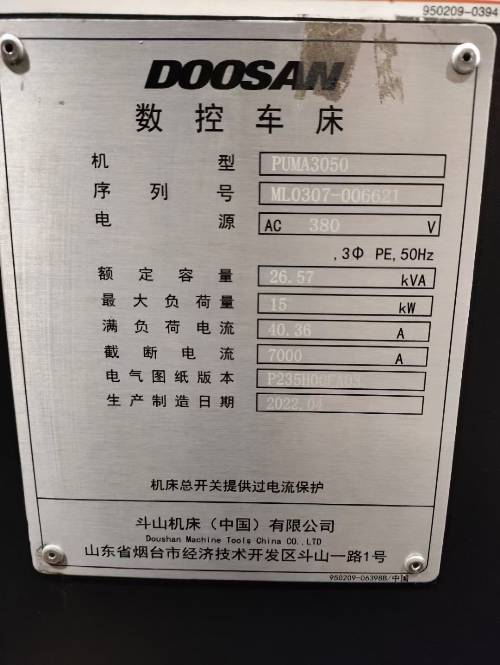 950209-0394
DOOSAN
数控车床
机型 PUMA3050
序列号 ML0307-006621
电源 AC 380 V
,3Φ PE,50Hz
额定容量 26.57 kVA
最大负荷量 15 kW
满负荷电流 40.36 A
截断电流 7000 A
电气图纸版本 P235H00FA03
生产制造日期 2022.04
机床总开关提供过电流保护
斗山机床（中国）有限公司
Doushan Machine Tools China CO.,LTD
山东省烟台市经济技术开发区斗山一路1号
950209-06398B/中国